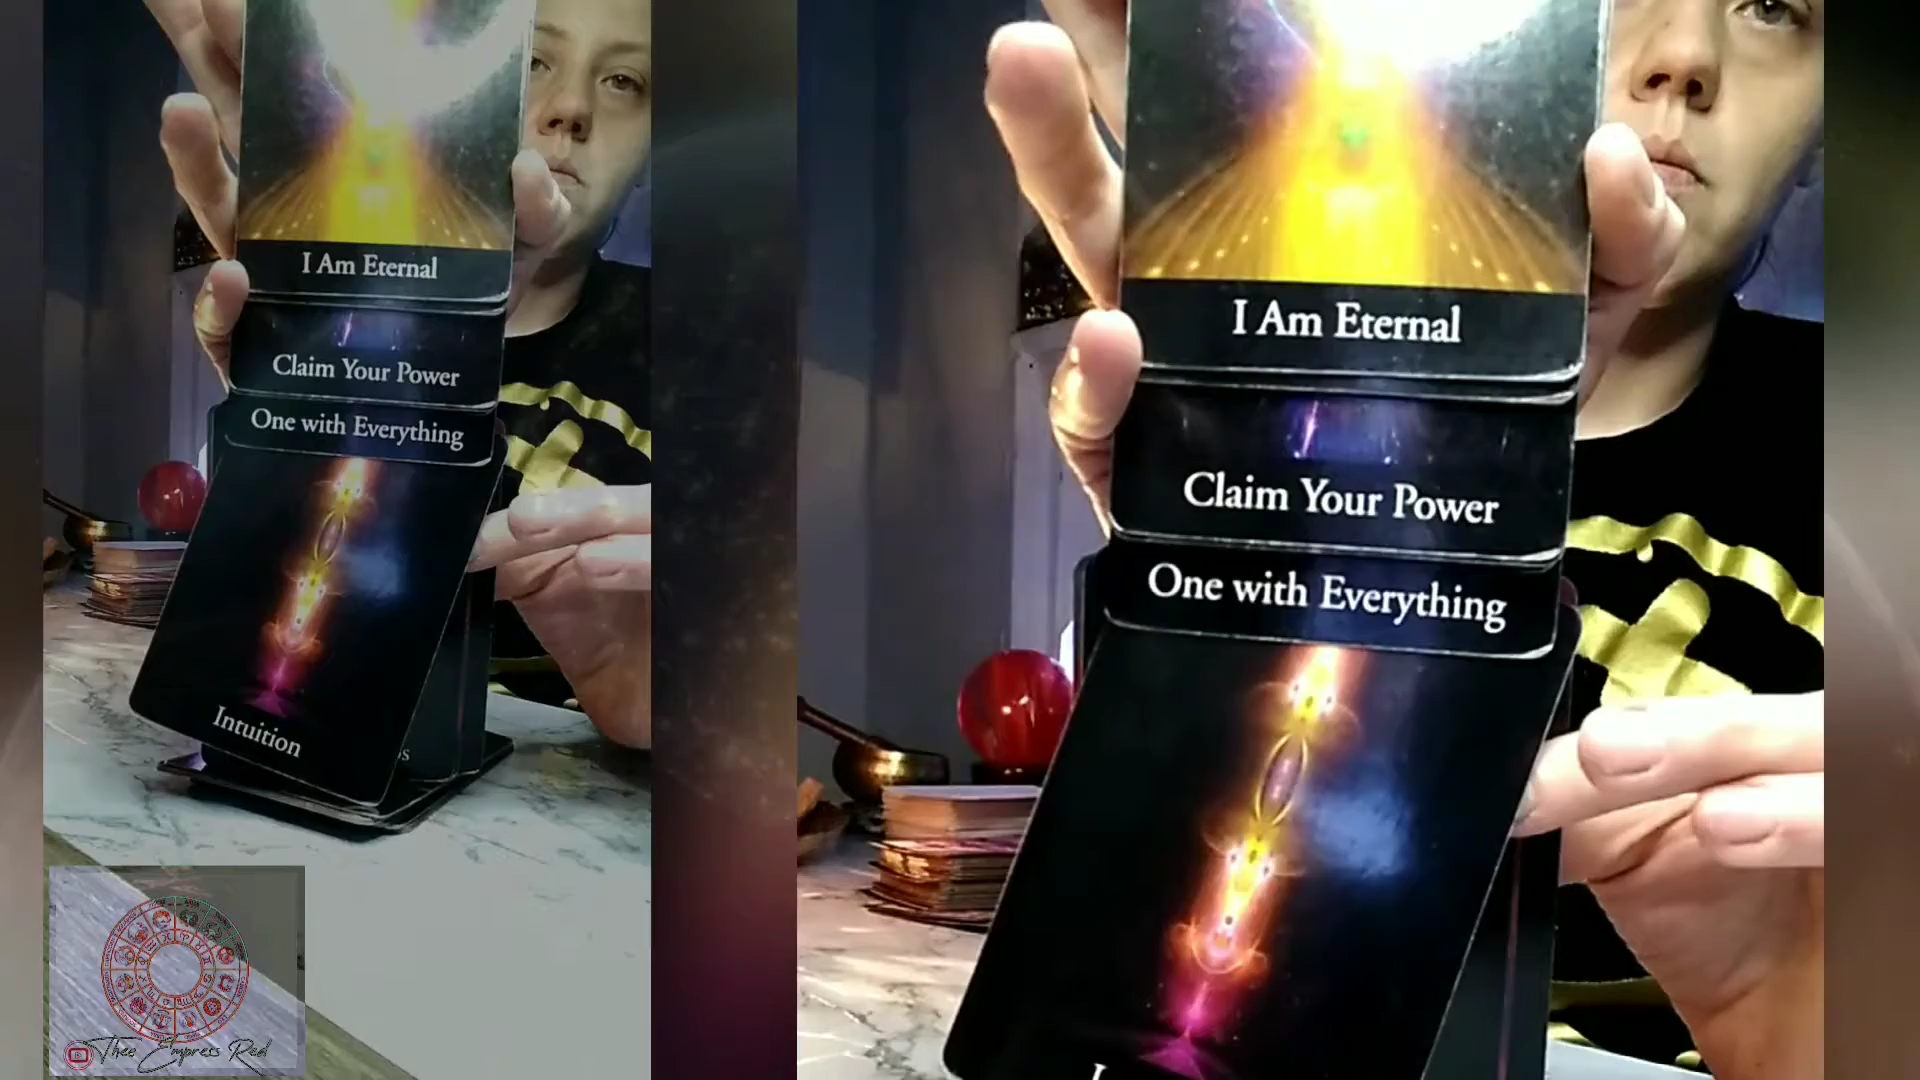 I Am Eternal
Claim Your Power
One with Everything
Intuition
Thee Empress Red
I Am Eternal
Claim Your Power
One with Everything